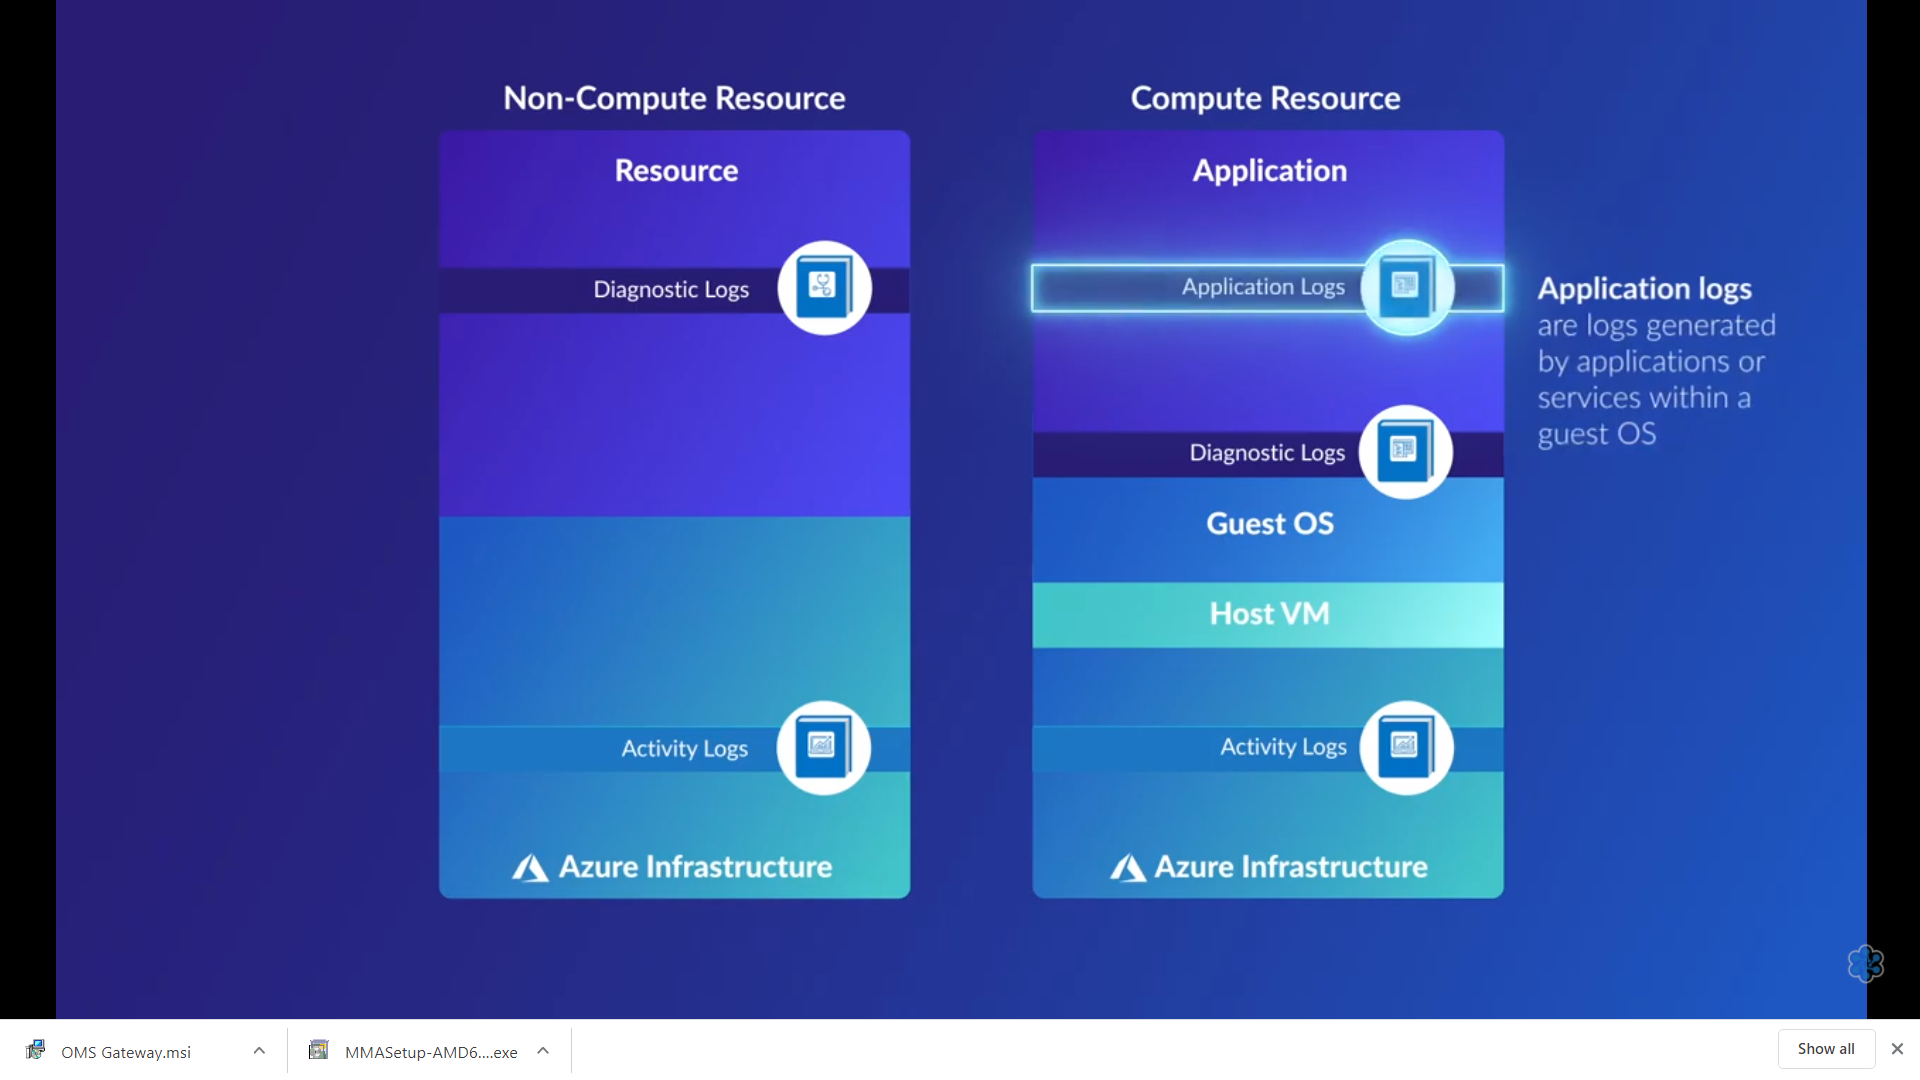 Non-Compute Resource
Resource
Diagnostic Logs
Activity Logs
Azure Infrastructure
Compute Resource
Application
Application Logs
Diagnostic Logs
Guest OS
Host VM
Activity Logs
Azure Infrastructure
Application logs
are logs generated
by applications or
services within a
guest OS
OMS Gateway.msi
MMASetup-AMD6....exe
Show all